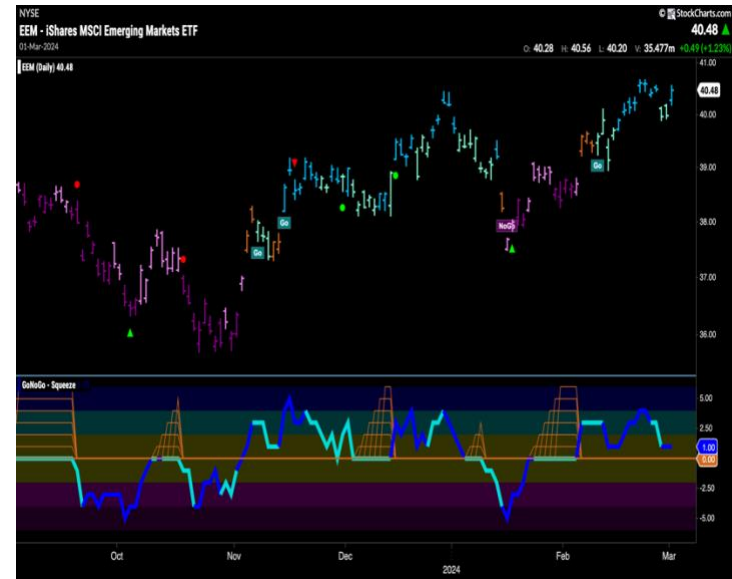 NYSE
© StockCharts.com
EEM - iShares MSCI Emerging Markets ETF
40.48
01-Mar-2024
O: 40.28 H: 40.56 L: 40.20 V: 35.477m +0.49 (+1.23%)
EEM (Daily) 40.48
41.00
40.48
40.00
39.00
38.00
37.00
36.00
Go
Go
NoGo
Go
GoNoGo - Squeeze
5.00
2.50
1.00
0.00
-2.50
-5.00
Oct Nov Dec 2024 Feb Mar